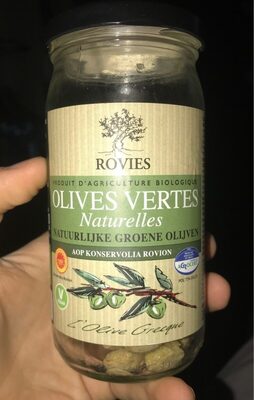 ROVIES
PRODUIT D'AGRICULTURE BIOLOGIQUE
OLIVES VERTES
Naturelles
NATUURLIJKE GROENE OLIJVEN
AOP KONSERVOLIA ROVION
L'Olive Grecque